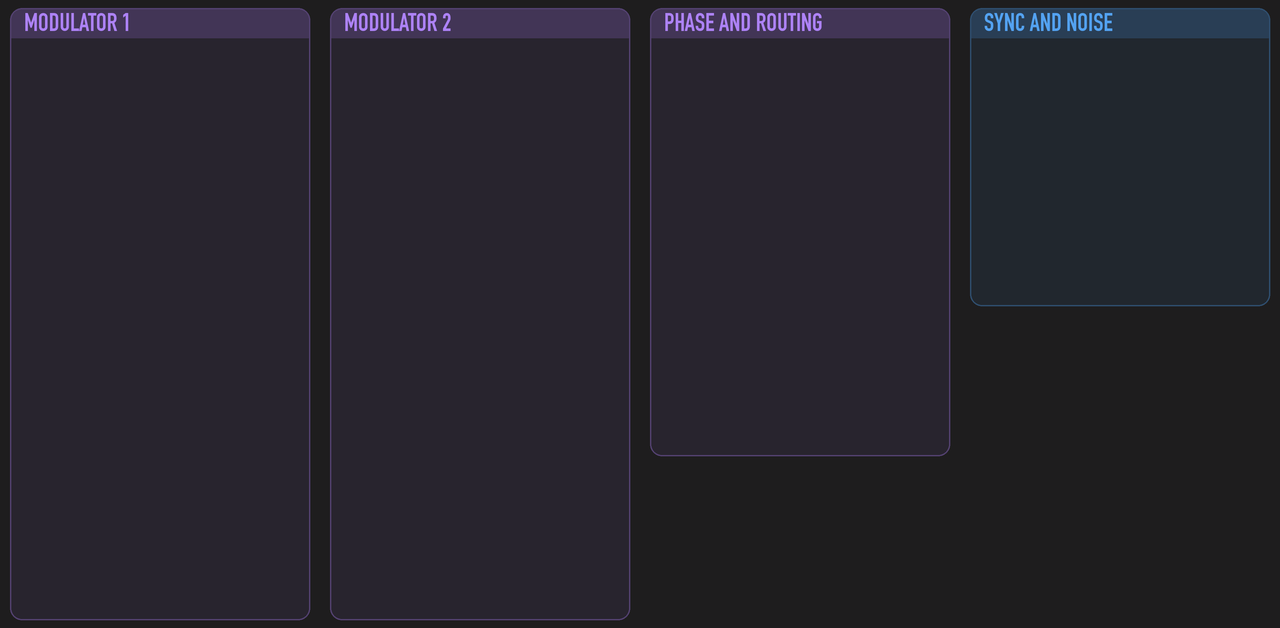 MODULATOR 1
MODULATOR 2
PHASE AND ROUTING
SYNC AND NOISE